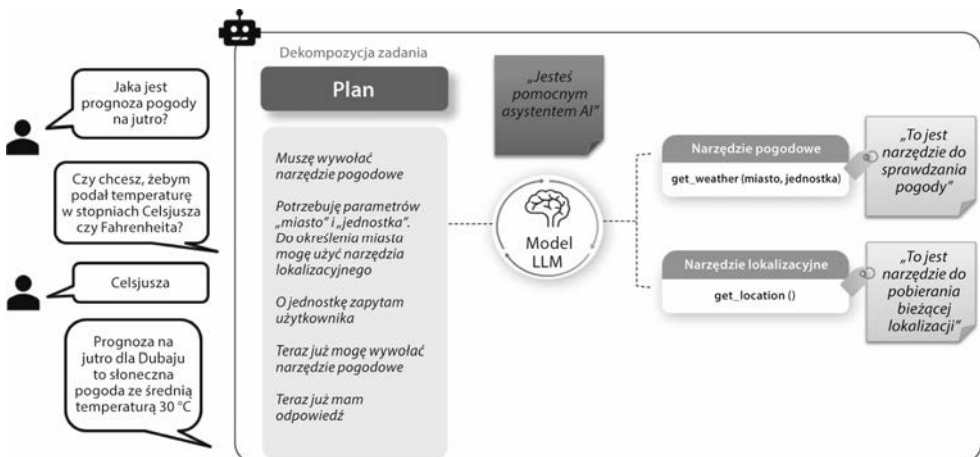 Jaka jest
prognoza pogody
na jutro?
Czy chcesz, żebym
podał temperaturę
w stopniach Celsjusza
czy Fahrenheita?
Celsjusza
Prognoza na
jutro dla Dubaju
to słoneczna
pogoda ze średnią
temperaturą 30 °C
Dekompozycja zadania
Plan
Muszę wywołać
narzędzie pogodowe
Potrzebuję parametrów
„miasto” i „jednostka”.
Do określenia miasta
mogę użyć narzędzia
lokalizacyjnego
O jednostkę zapytam
użytkownika
Teraz już mogę wywołać
narzędzie pogodowe
Teraz już mam
odpowiedź
„Jesteś
pomocnym
asystentem AI”
Model
LLM
Narzędzie pogodowe
get_weather (miasto, jednostka)
„To jest
narzędzie do
sprawdzania
pogody”
Narzędzie lokalizacyjne
get_location ()
„To jest
narzędzie do
pobierania
bieżącej
lokalizacji”